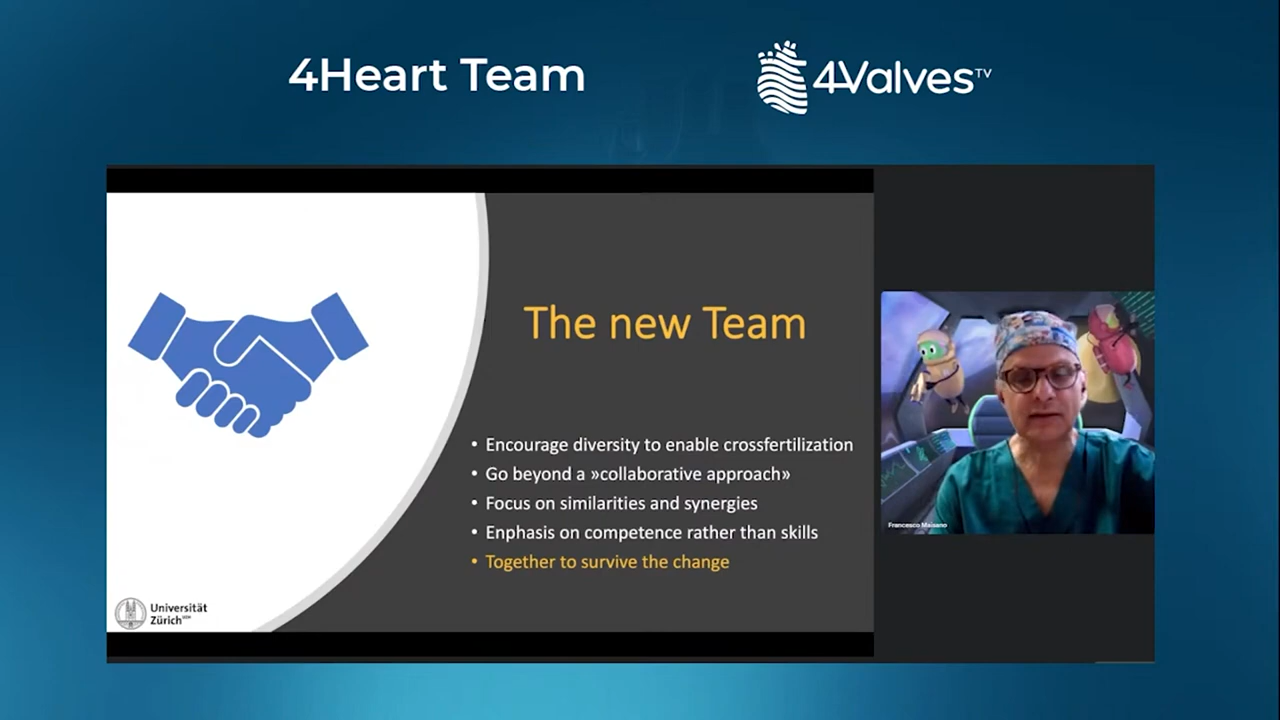 4Heart Team
4Valves TV
The new Team
• Encourage diversity to enable crossfertilization
• Go beyond a »collaborative approach»
• Focus on similarities and synergies
• Enphasis on competence rather than skills
• Together to survive the change
Universität
Zürich UZH
Francesco Maisano